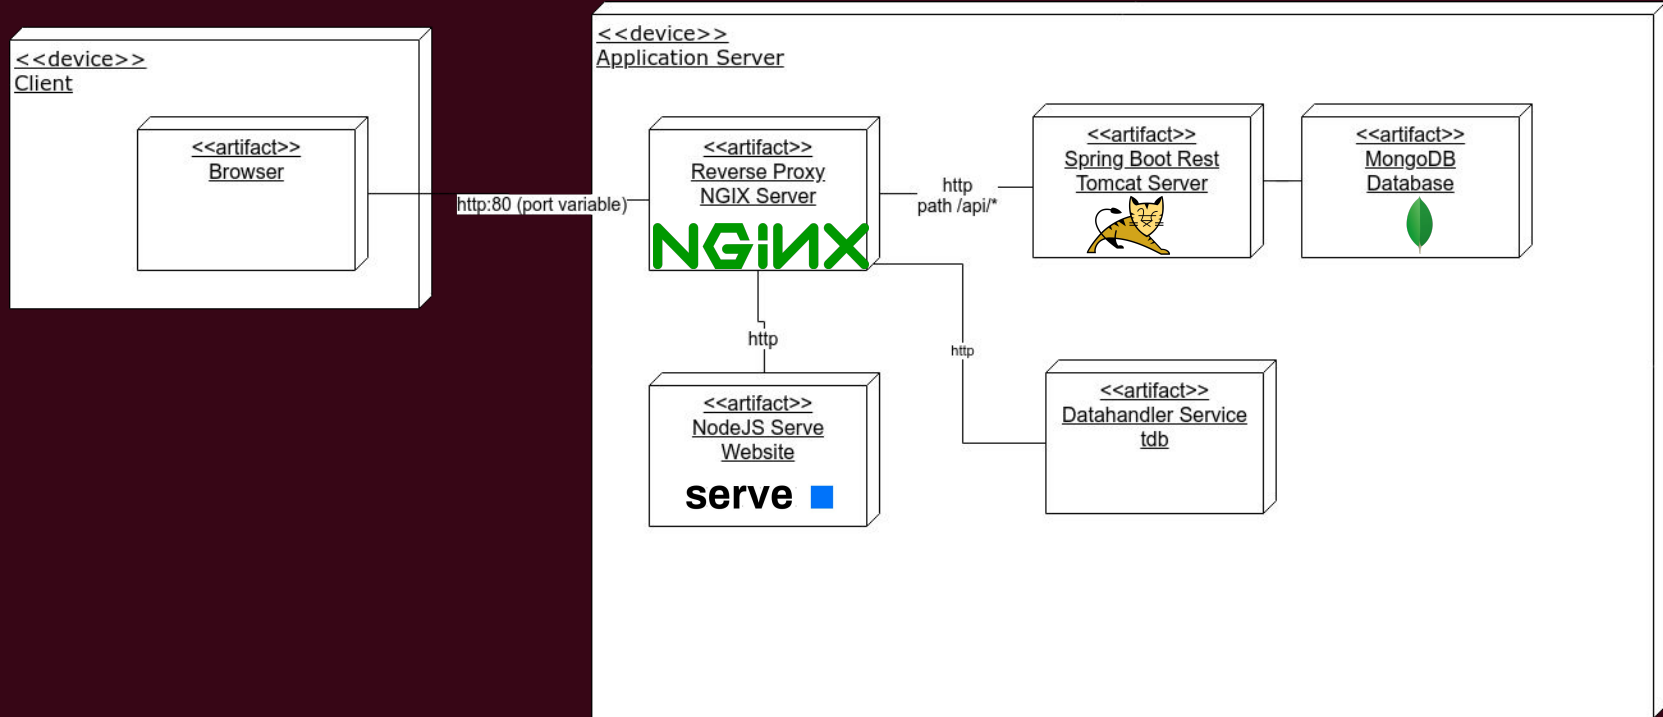 <<device>>
Client
<<artifact>>
Browser
http:80 (port variable)
<<device>>
Application Server
<<artifact>>
Reverse Proxy
NGIX Server
NGiNX
http
path /api/*
<<artifact>>
Spring Boot Rest
Tomcat Server
<<artifact>>
MongoDB
Database
http
http
<<artifact>>
NodeJS Serve
Website
serve
<<artifact>>
Datahandler Service
tdb